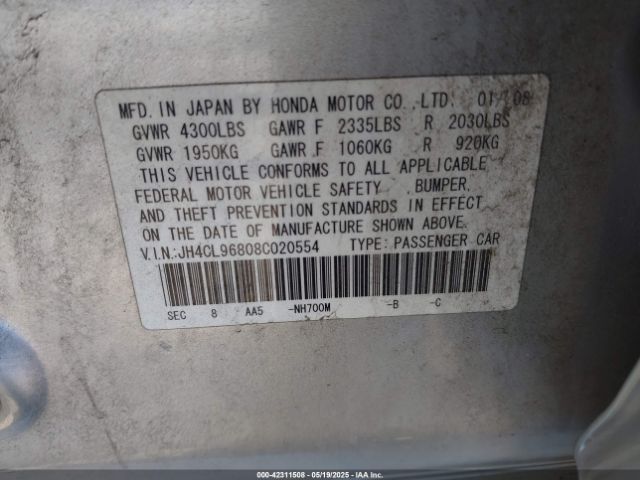 MFD. IN JAPAN BY HONDA MOTOR CO., LTD. 01/08
GVWR 4300LBS GAWR F 2335LBS R 2030LBS
GVWR 1950KG GAWR F 1060KG R 920KG
THIS VEHICLE CONFORMS TO ALL APPLICABLE
FEDERAL MOTOR VEHICLE SAFETY , BUMPER,
AND THEFT PREVENTION STANDARDS IN EFFECT
ON THE DATE OF MANUFACTURE SHOWN ABOVE.
V.I.N.:JH4CL96808C020554 TYPE: PASSENGER CAR
SEC 8 AA5 -NH700M -B -C
000-42311508 - 05/19/2025 - IAAI.COM